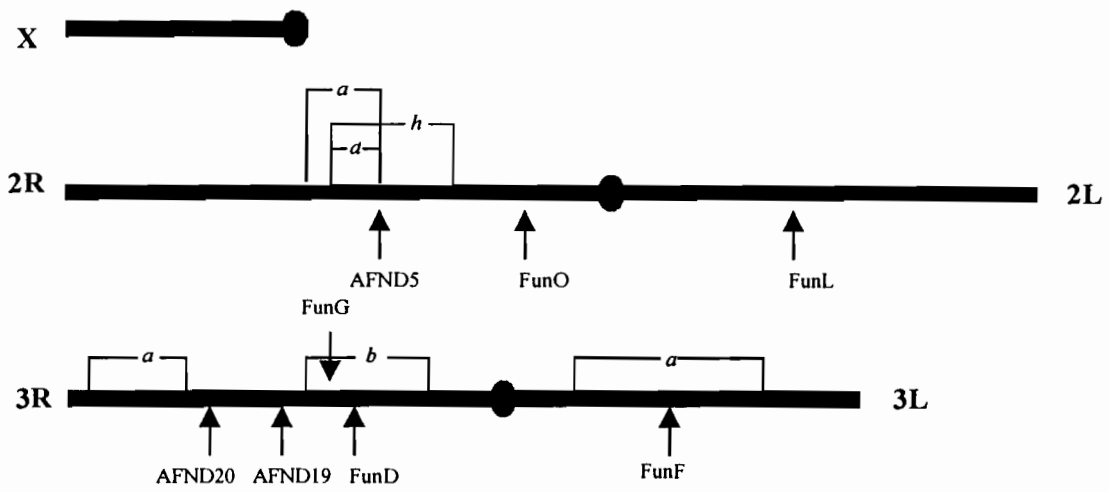 X
a
h
d
2R
2L
AFND5
FunO
FunL
FunG
a
b
a
3R
3L
AFND20
AFND19
FunD
FunF